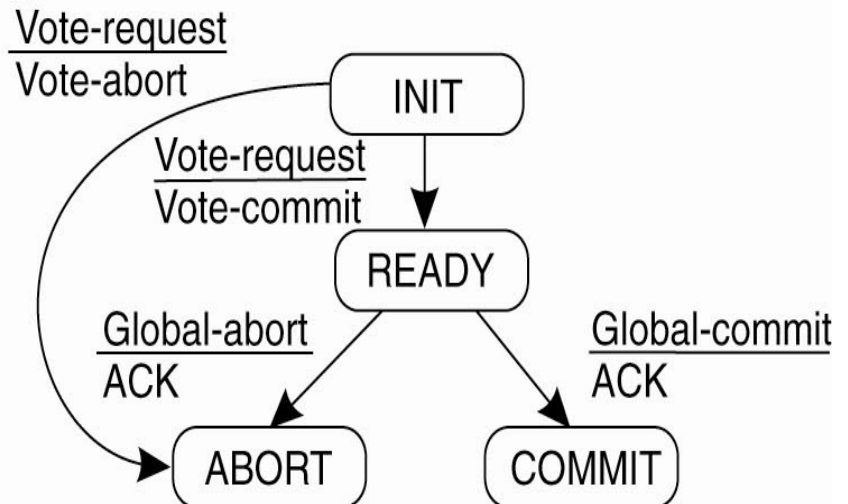 Vote-request
Vote-abort
INIT
Vote-request
Vote-commit
READY
Global-abort
ACK
Global-commit
ACK
ABORT
COMMIT